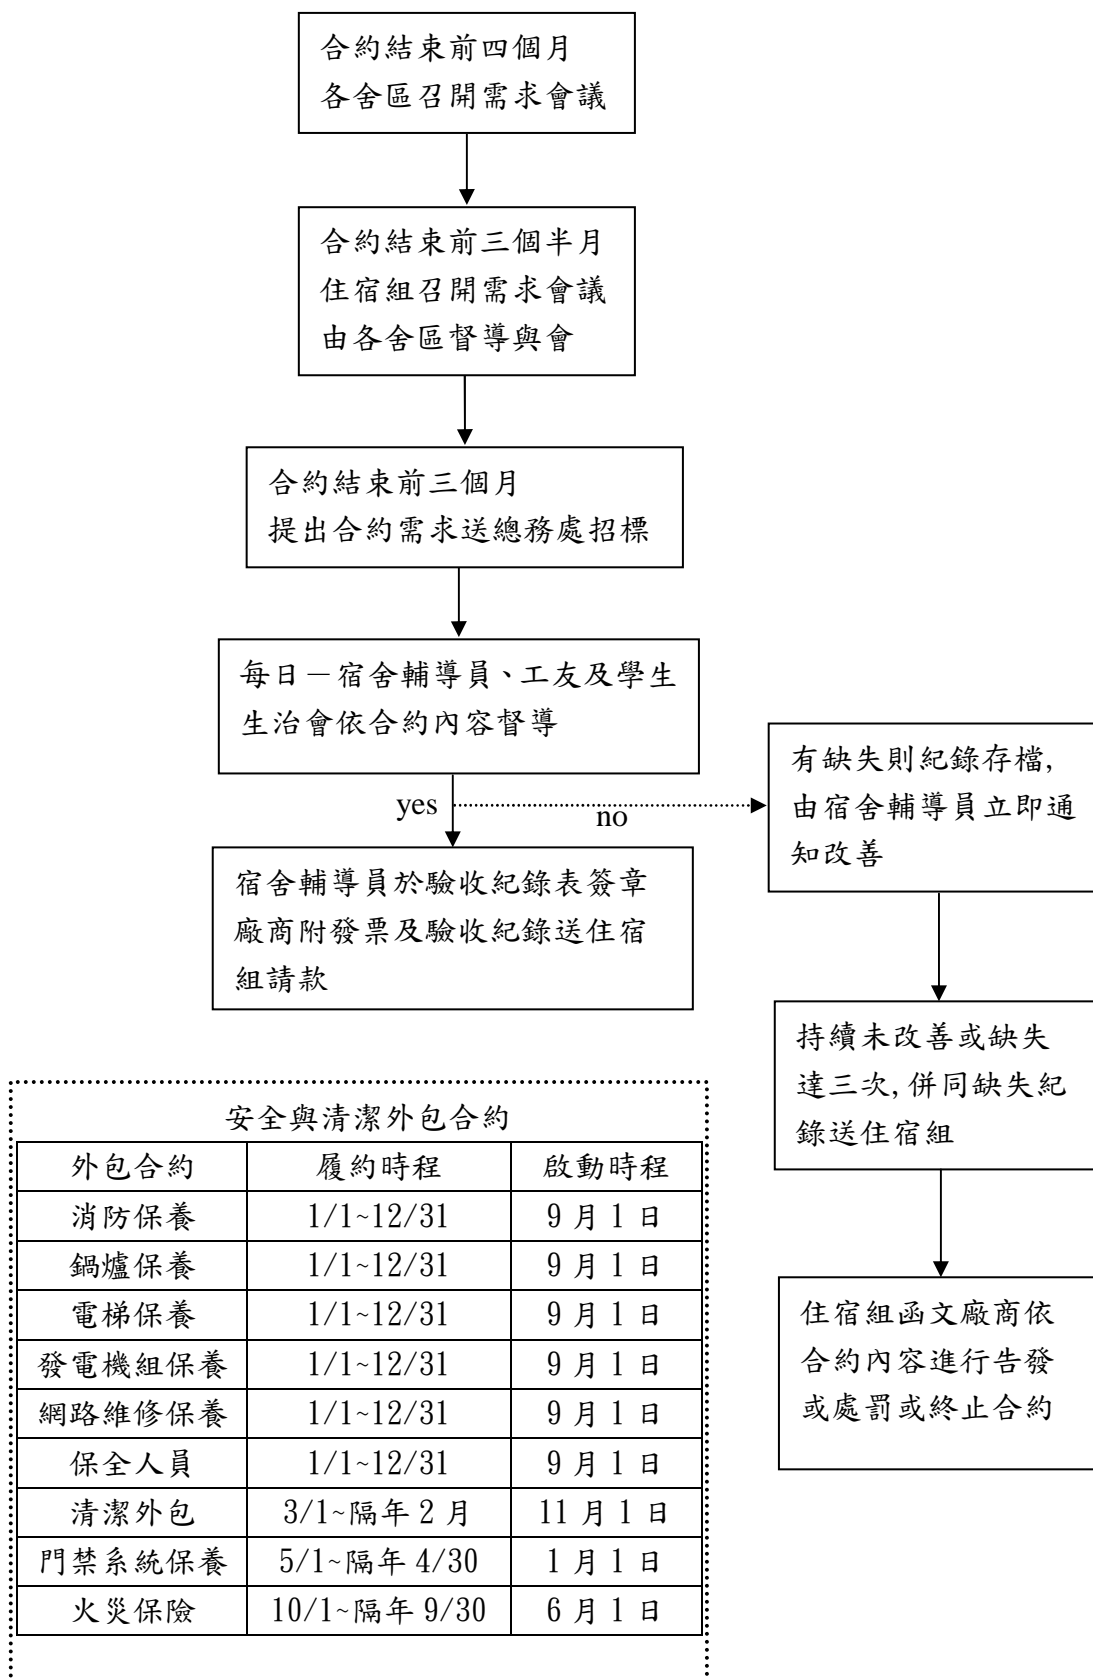 合約結束前四個月
各舍區召開需求會議
合約結束前三個半月
住宿組召開需求會議
由各舍區督導與會
合約結束前三個月
提出合約需求送總務處招標
每日－宿舍輔導員、工友及學生
生治會依合約內容督導
yes
no
有缺失則紀錄存檔,
由宿舍輔導員立即通
知改善
宿舍輔導員於驗收紀錄表簽章
廠商附發票及驗收紀錄送住宿
組請款
持續未改善或缺失
達三次,併同缺失紀
錄送住宿組
住宿組函文廠商依
合約內容進行告發
或處罰或終止合約
安全與清潔外包合約
外包合約 履約時程 啟動時程
消防保養 1/1~12/31 9 月 1 日
鍋爐保養 1/1~12/31 9 月 1 日
電梯保養 1/1~12/31 9 月 1 日
發電機組保養 1/1~12/31 9 月 1 日
網路維修保養 1/1~12/31 9 月 1 日
保全人員 1/1~12/31 9 月 1 日
清潔外包 3/1~隔年 2 月 11 月 1 日
門禁系統保養 5/1~隔年 4/30 1 月 1 日
火災保險 10/1~隔年 9/30 6 月 1 日